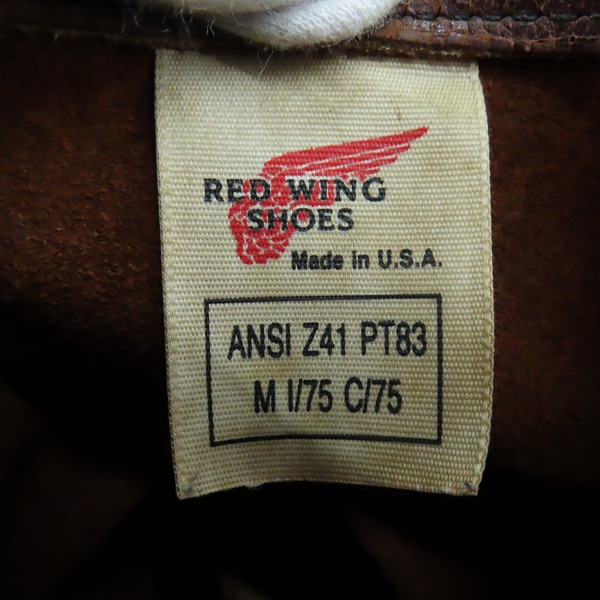 RED WING
SHOES
Made in U.S.A.
ANSI Z41 PT83
M I/75 C/75